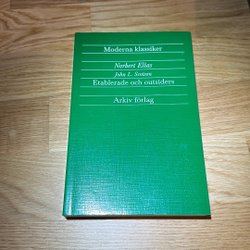 Moderna klassiker
Norbert Elias
John L. Scotson
Etablerade och outsiders
Arkiv förlag